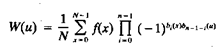 W(u) = \frac{1}{N} \sum_{x=0}^{N-1} f(x) \prod_{i=0}^{n-1} (-1)^{b_i(x) b_{n-1-i}(u)}